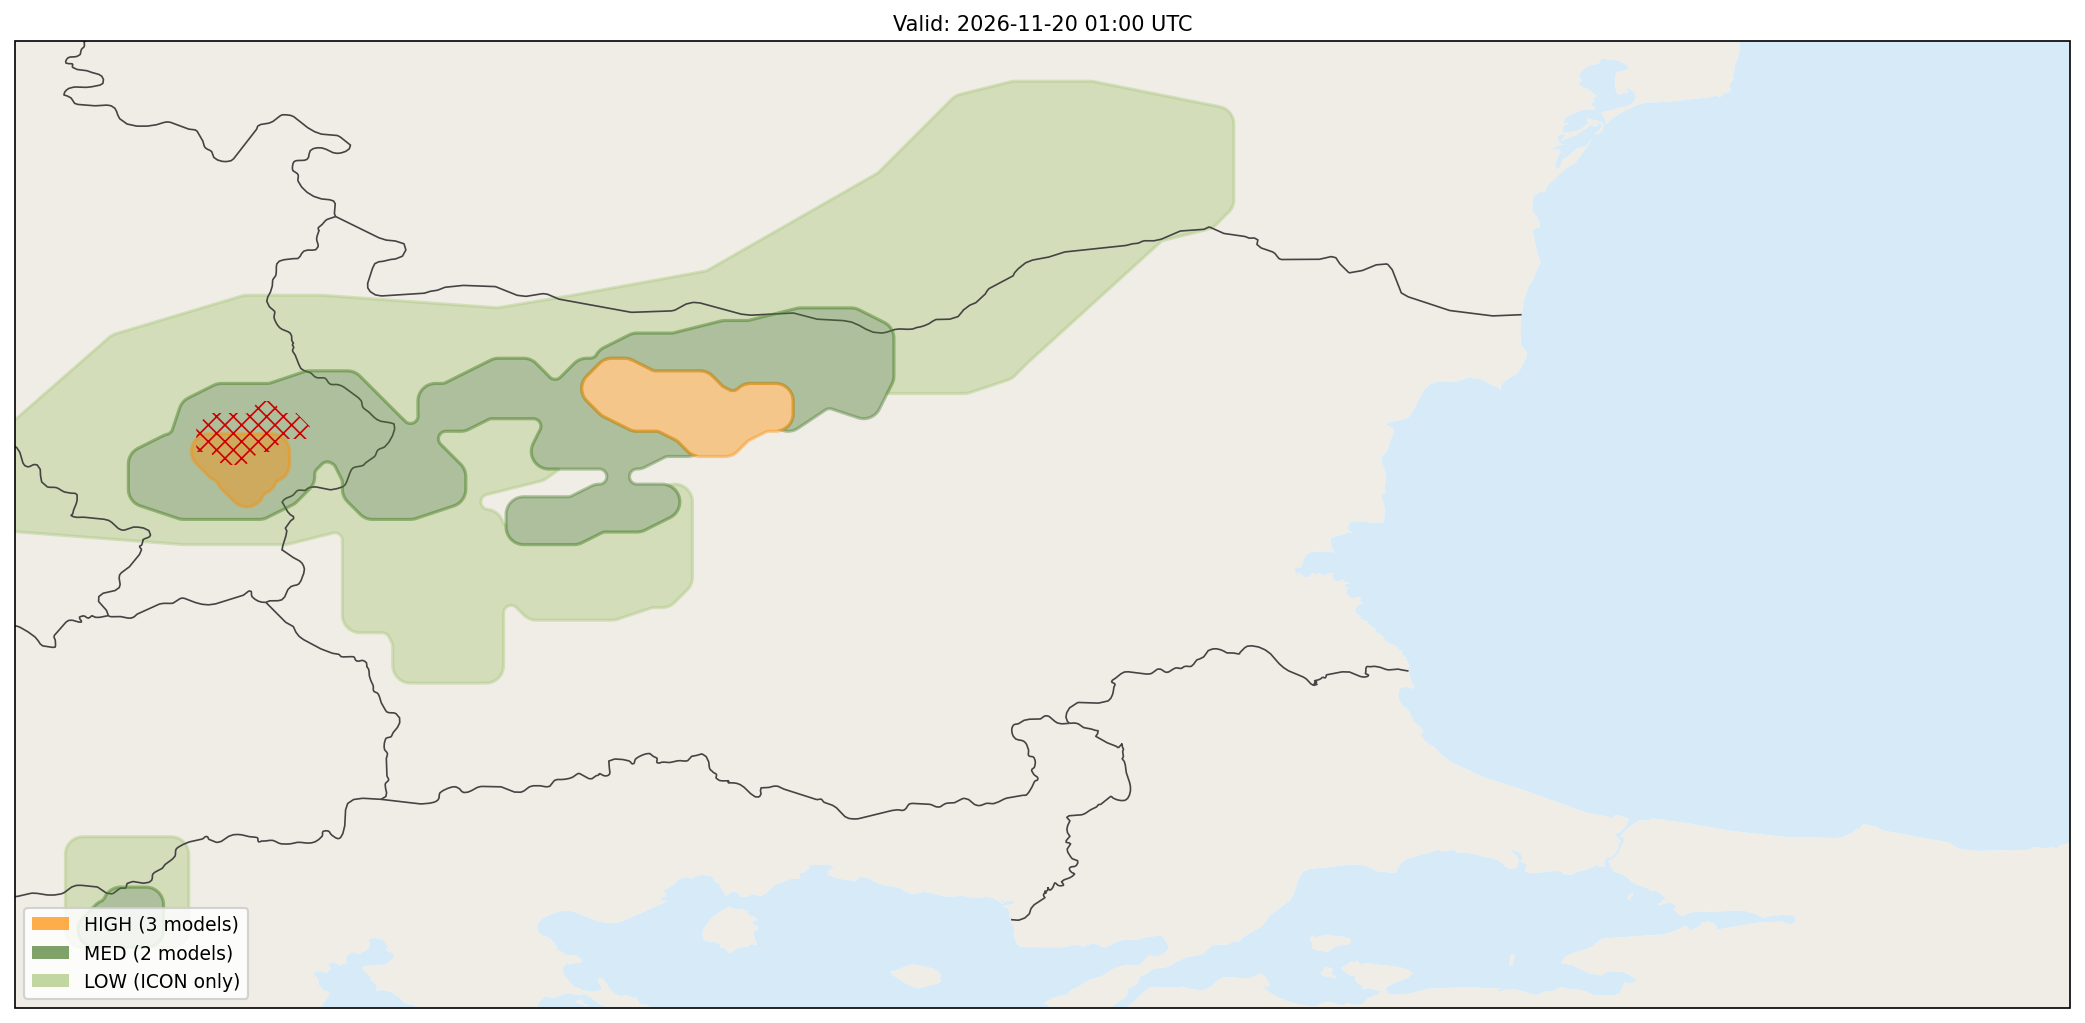 Valid: 2026-11-20 01:00 UTC
HIGH (3 models)
MED (2 models)
LOW (ICON only)